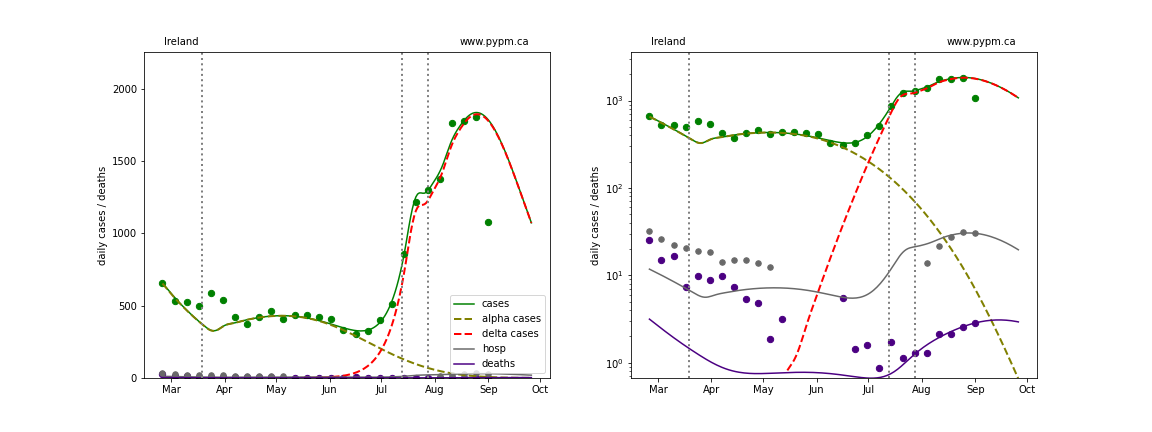 Ireland www.pypm.ca
daily cases / deaths
2000
1500
1000
500
0
Mar Apr May Jun Jul Aug Sep Oct
cases
alpha cases
delta cases
hosp
deaths
Ireland www.pypm.ca
daily cases / deaths
10³
10²
10¹
10⁰
Mar Apr May Jun Jul Aug Sep Oct